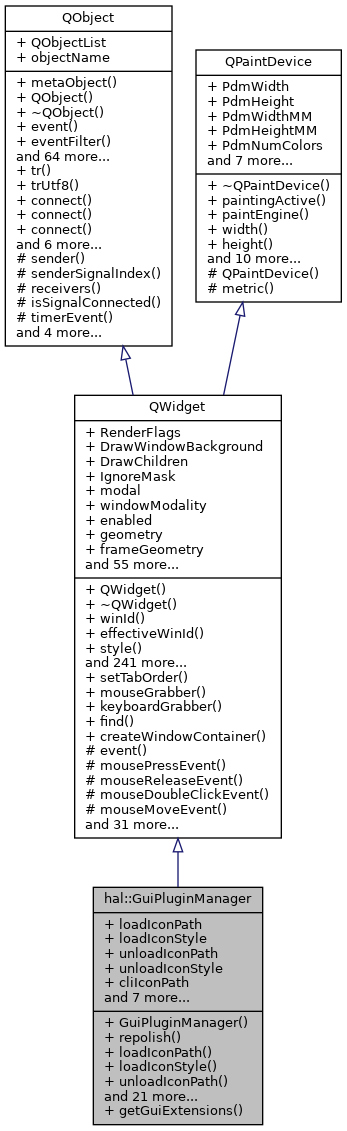 QObject
+ QObjectList
+ objectName
+ metaObject()
+ QObject()
+ ~QObject()
+ event()
+ eventFilter()
and 64 more...
+ tr()
+ trUtf8()
+ connect()
+ connect()
+ connect()
and 6 more...
# sender()
# senderSignalIndex()
# receivers()
# isSignalConnected()
# timerEvent()
and 4 more...
QPaintDevice
+ PdmWidth
+ PdmHeight
+ PdmWidthMM
+ PdmHeightMM
+ PdmNumColors
and 7 more...
+ ~QPaintDevice()
+ paintingActive()
+ paintEngine()
+ width()
+ height()
and 10 more...
# QPaintDevice()
# metric()
QWidget
+ RenderFlags
+ DrawWindowBackground
+ DrawChildren
+ IgnoreMask
+ modal
+ windowModality
+ enabled
+ geometry
+ frameGeometry
and 55 more...
+ QWidget()
+ ~QWidget()
+ winId()
+ effectiveWinId()
+ style()
and 241 more...
+ setTabOrder()
+ mouseGrabber()
+ keyboardGrabber()
+ find()
+ createWindowContainer()
# event()
# mousePressEvent()
# mouseReleaseEvent()
# mouseDoubleClickEvent()
# mouseMoveEvent()
and 31 more...
hal::GuiPluginManager
+ loadIconPath
+ loadIconStyle
+ unloadIconPath
+ unloadIconStyle
+ cliIconPath
and 7 more...
+ GuiPluginManager()
+ repolish()
+ loadIconPath()
+ loadIconStyle()
+ unloadIconPath()
and 21 more...
+ getGuiExtensions()